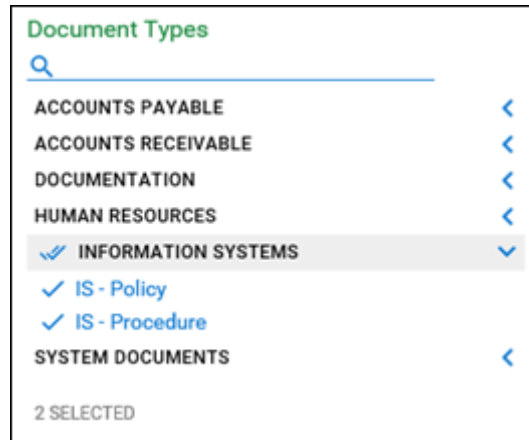 Document Types
ACCOUNTS PAYABLE
ACCOUNTS RECEIVABLE
DOCUMENTATION
HUMAN RESOURCES
INFORMATION SYSTEMS
IS - Policy
IS - Procedure
SYSTEM DOCUMENTS
2 SELECTED